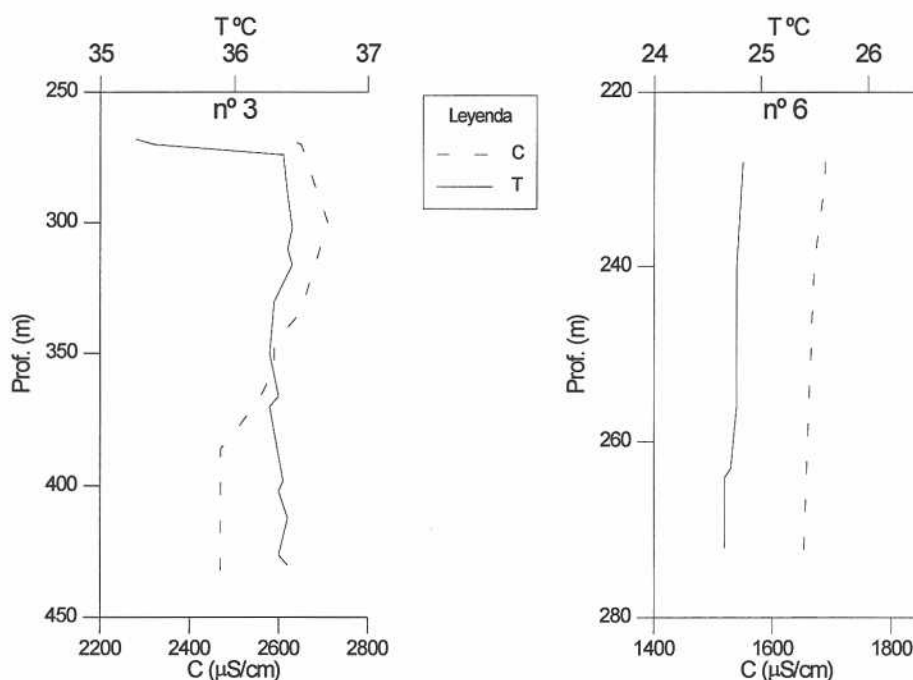 T ºC
35 36 37
250
nº 3
300
350
400
450
Prof. (m)
2200 2400 2600 2800
C (µS/cm)
Leyenda
C
T
T ºC
24 25 26
220
nº 6
240
260
280
Prof. (m)
1400 1600 1800
C (µS/cm)